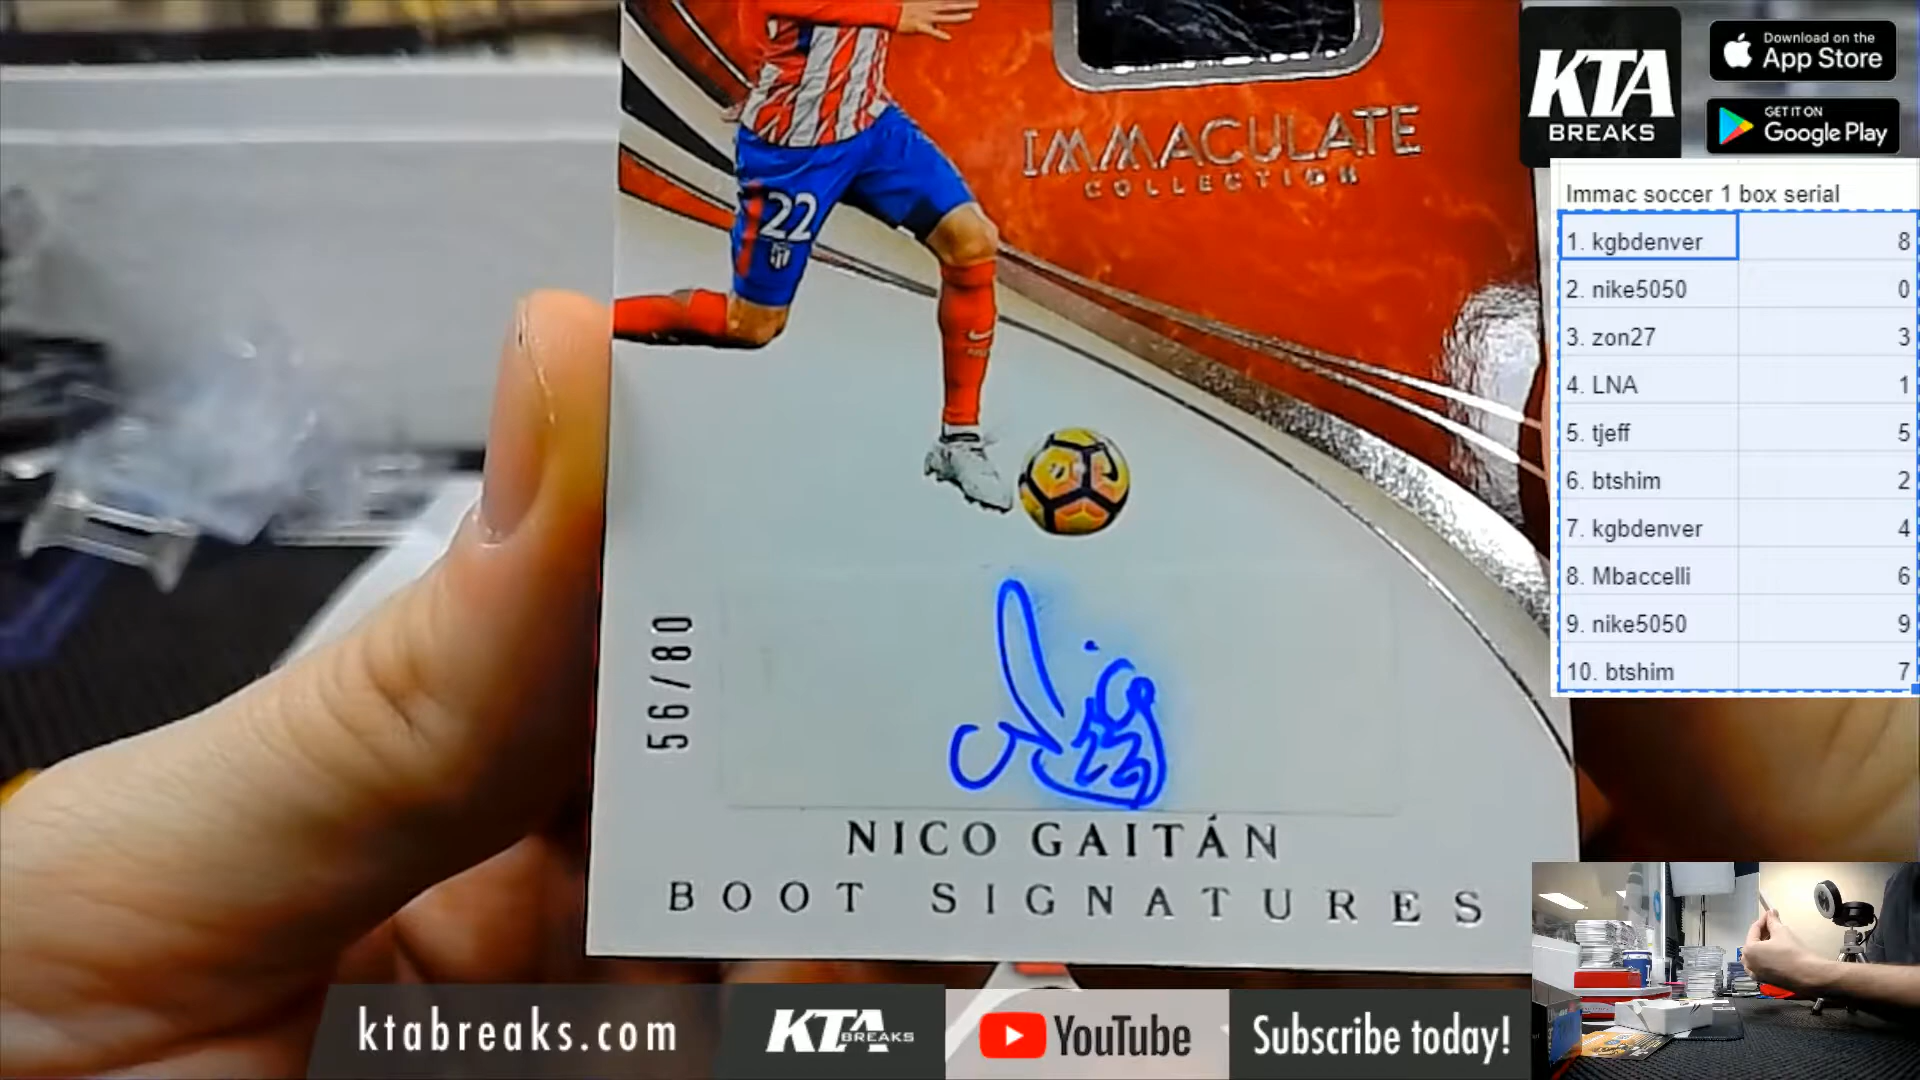 22
IMMACULATE
COLLECTION
56/80
Nico
22
NICO GAITÁN
BOOT SIGNATURES
KTA
BREAKS
Download on the
App Store
GET IT ON
Google Play
Immac soccer 1 box serial
1. kgbdenver 8
2. nike5050 0
3. zon27 3
4. LNA 1
5. tjeff 5
6. btshim 2
7. kgbdenver 4
8. Mbaccelli 6
9. nike5050 9
10. btshim 7
ktabreaks.com
KTA BREAKS
YouTube
Subscribe today!